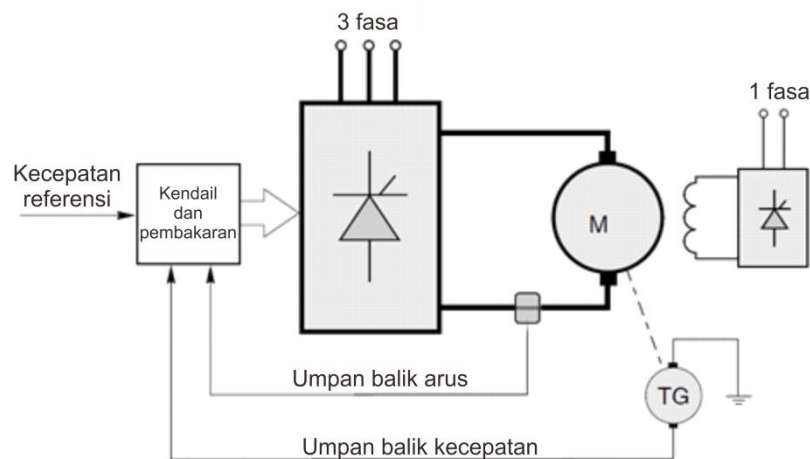 3 fasa
1 fasa
Kecepatan
referensi
Kendail
dan
pembakaran
M
Umpan balik arus
TG
Umpan balik kecepatan